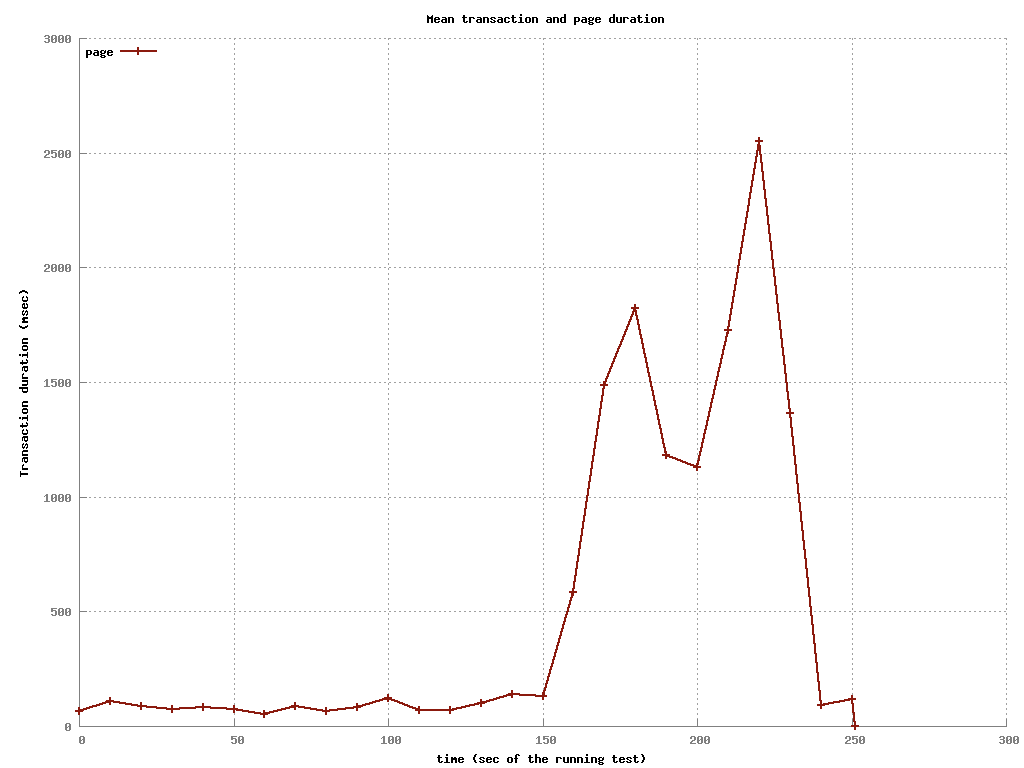 Mean transaction and page duration
page
3000
2500
2000
1500
1000
500
0
Transaction duration (msec)
0 50 100 150 200 250 300
time (sec of the running test)